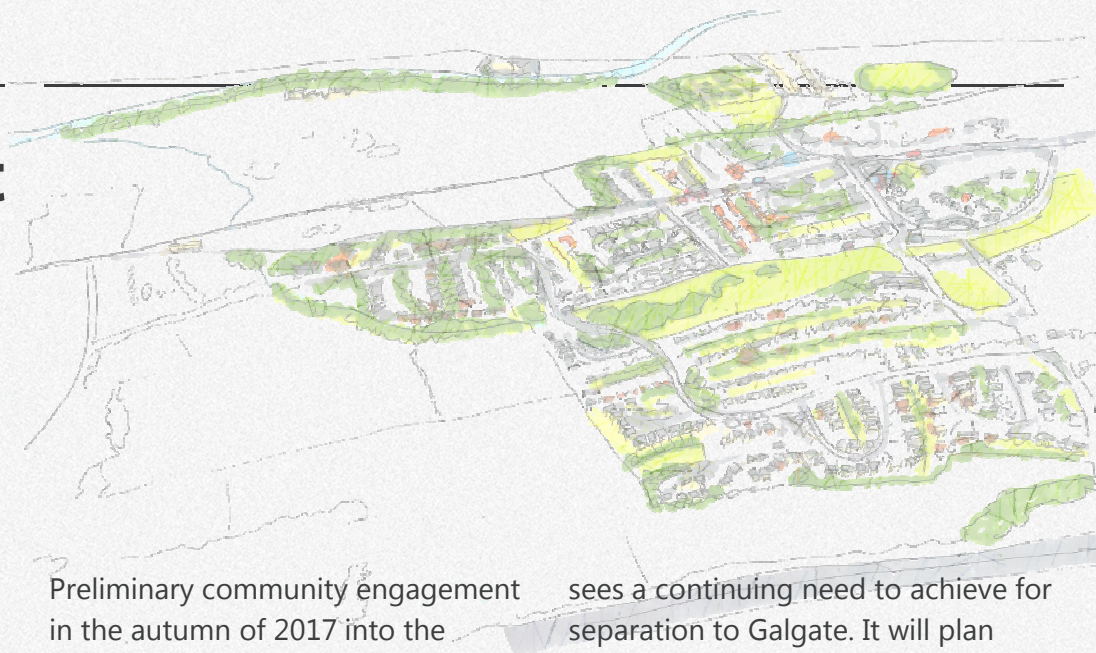 Preliminary community engagement
in the autumn of 2017 into the
sees a continuing need to achieve for
separation to Galgate. It will plan